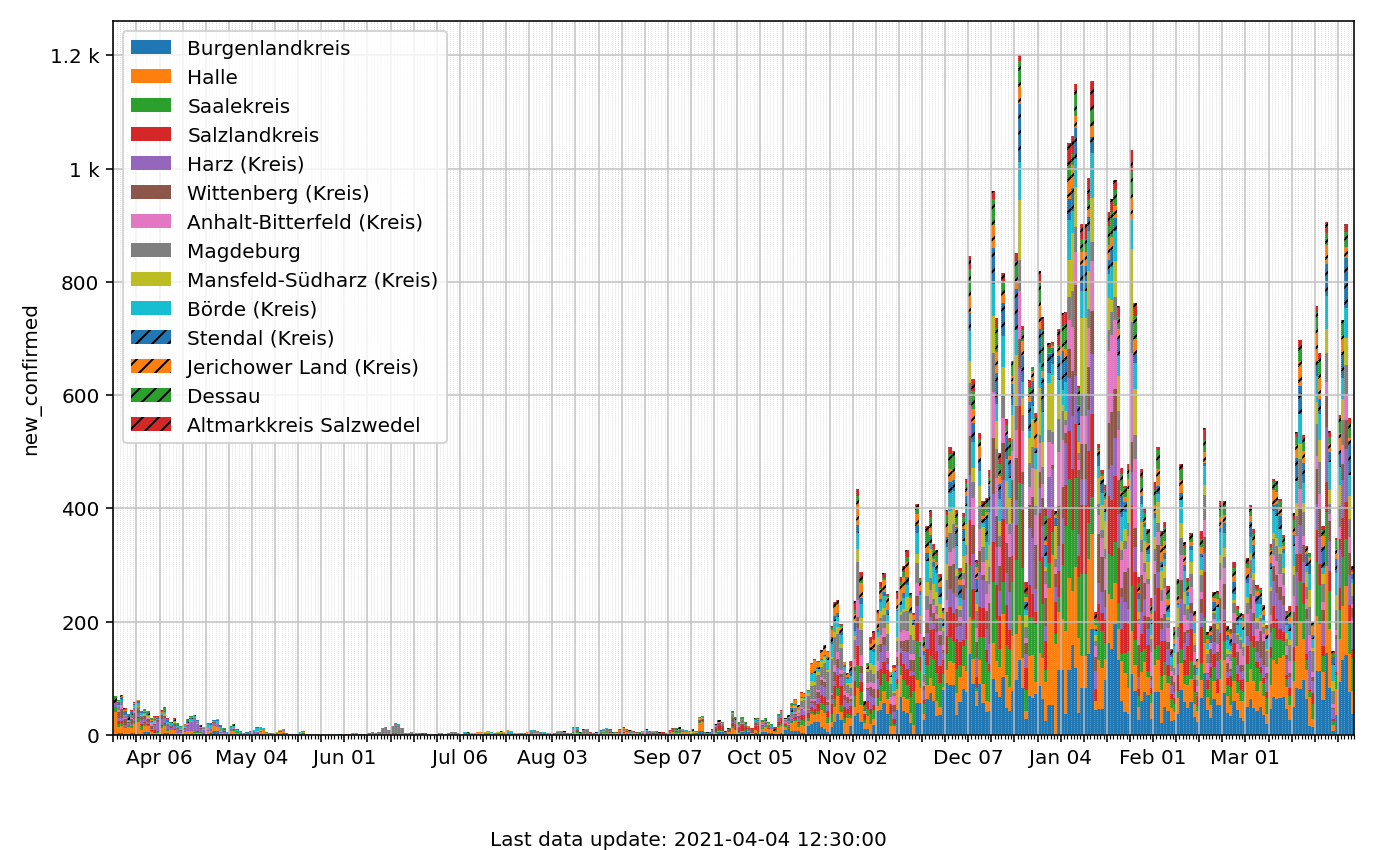 Burgenlandkreis
Halle
Saalekreis
Salzlandkreis
Harz (Kreis)
Wittenberg (Kreis)
Anhalt-Bitterfeld (Kreis)
Magdeburg
Mansfeld-Südharz (Kreis)
Börde (Kreis)
Stendal (Kreis)
Jerichower Land (Kreis)
Dessau
Altmarkkreis Salzwedel
1.2 k
1 k
800
600
400
200
0
new_confirmed
Apr 06 May 04 Jun 01 Jul 06 Aug 03 Sep 07 Oct 05 Nov 02 Dec 07 Jan 04 Feb 01 Mar 01
Last data update: 2021-04-04 12:30:00